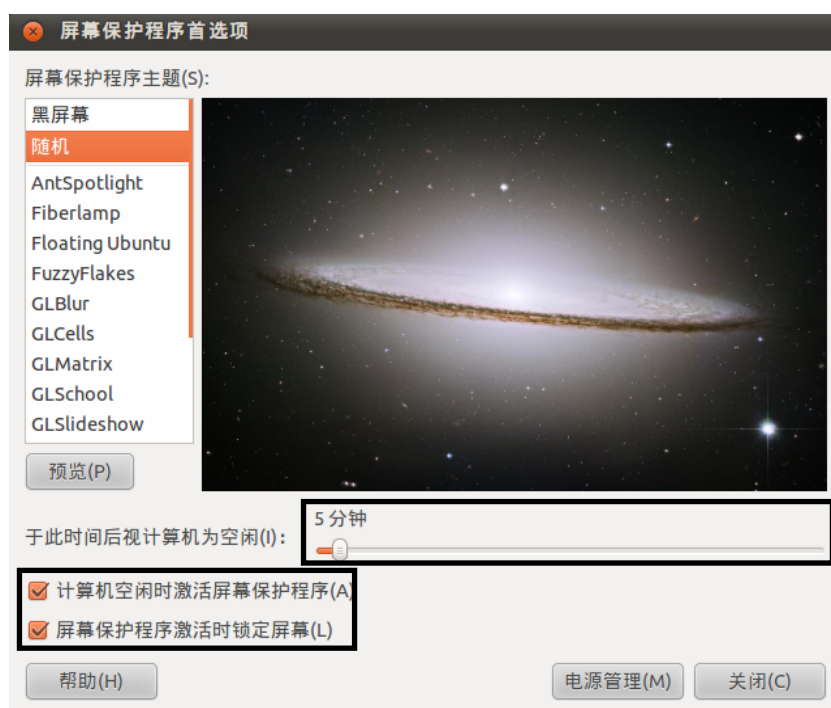 屏幕保护程序首选项
屏幕保护程序主题(S):
黑屏幕
随机
AntSpotlight
Fiberlamp
Floating Ubuntu
FuzzyFlakes
GLBlur
GLCells
GLMatrix
GLSchool
GLSlideshow
预览(P)
于此时间后视计算机为空闲(I):
5 分钟
计算机空闲时激活屏幕保护程序(A)
屏幕保护程序激活时锁定屏幕(L)
帮助(H)
电源管理(M)
关闭(C)